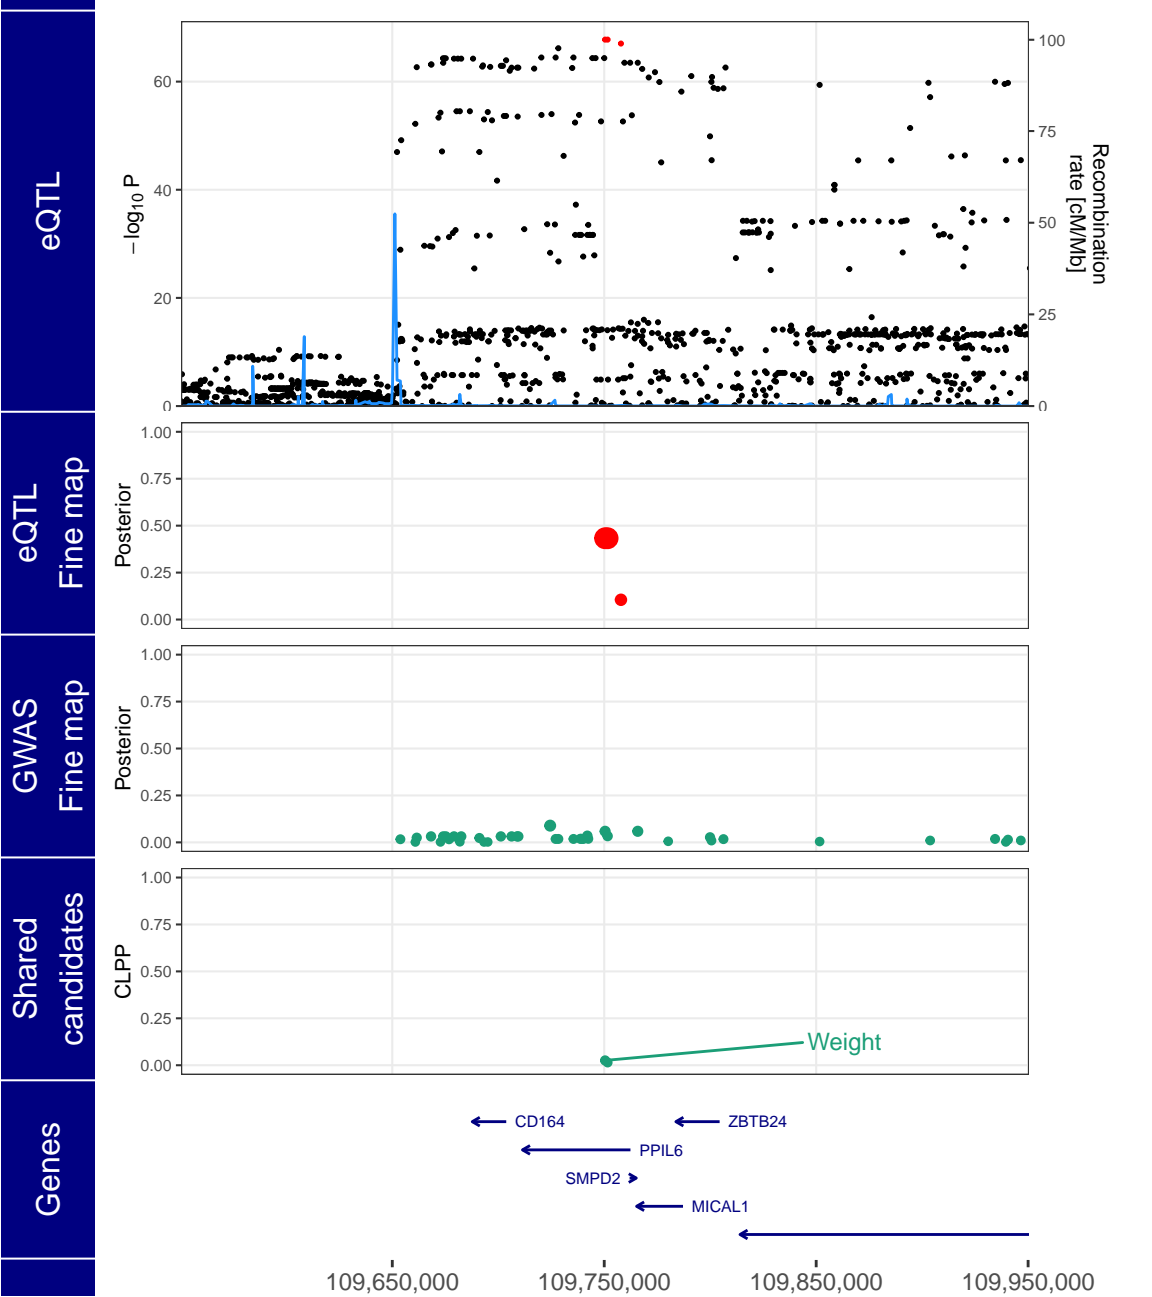 eQTL
−log10 P
60
40
20
0
100
75
50
25
0
Recombination
rate [cM/Mb]
eQTL
Fine map
Posterior
1.00
0.75
0.50
0.25
0.00
GWAS
Fine map
Posterior
1.00
0.75
0.50
0.25
0.00
Shared
candidates
CLPP
1.00
0.75
0.50
0.25
0.00
Weight
Genes
CD164
ZBTB24
PPIL6
SMPD2
MICAL1
109,650,000
109,750,000
109,850,000
109,950,000